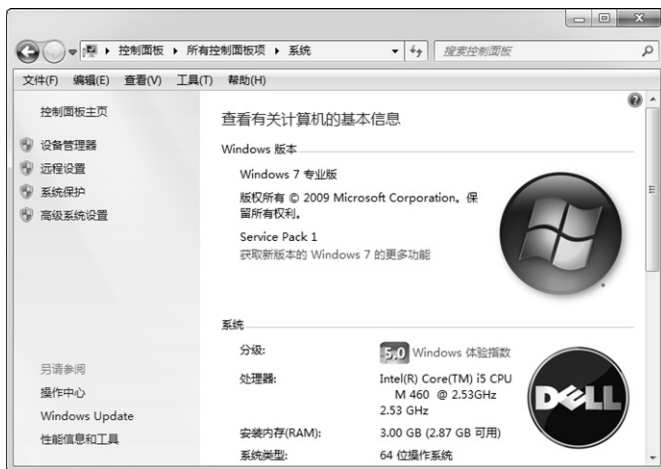 控制面板 ▸ 所有控制面板项 ▸ 系统
搜索控制面板
文件(F) 编辑(E) 查看(V) 工具(T) 帮助(H)
控制面板主页
设备管理器
远程设置
系统保护
高级系统设置
另请参阅
操作中心
Windows Update
性能信息和工具
查看有关计算机的基本信息
Windows 版本
Windows 7 专业版
版权所有 © 2009 Microsoft Corporation。保
留所有权利。
Service Pack 1
获取新版本的 Windows 7 的更多功能
系统
分级: 5.0 Windows 体验指数
处理器: Intel(R) Core(TM) i5 CPU
M 460 @ 2.53GHz
2.53 GHz
安装内存(RAM): 3.00 GB (2.87 GB 可用)
系统类型: 64 位操作系统
DELL